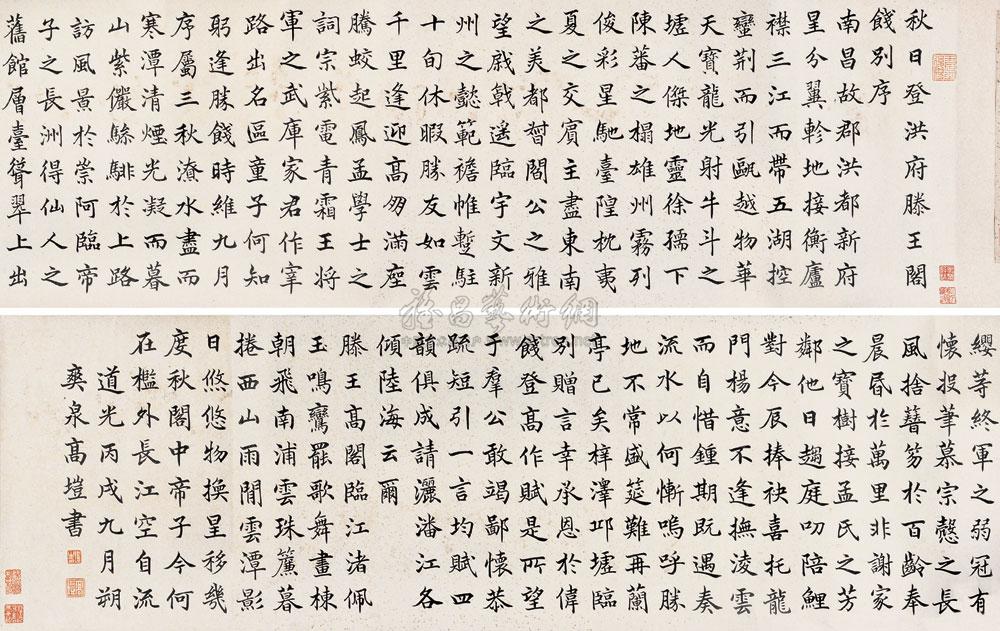 秋日登洪府滕王閣
餞別序
南昌故郡洪都新府
星分翼軫地接衡廬
襟三江而帶五湖控
蠻荆而引甌越物華
天寶龍光射牛斗之
墟人傑地靈徐孺下
陳蕃之榻雄州霧列
俊彩星馳臺隍枕夷
夏之交賓主盡東南
之美都督閻公之雅
望戚戟遥臨宇文新
州之懿範襜帷蹔駐
十旬休暇勝友如雲
千里逢迎髙朋滿座
騰蛟起鳳孟學士之
詞宗紫電青霜王將
軍之武庫家君作宰
路出名區童子何知
躬逢勝餞時維九月
序屬三秋潦水盡而
寒潭清煙光凝而暮
山紫儼驂騑於上路
訪風景於崇阿臨帝
子之長洲得仙人之
舊館層臺聳翠上出
纓等終軍之弱冠有
懷投筆慕宗慤之長
風捨簪笏於百齡奉
晨昏於萬里非謝家
之寶樹接孟氏之芳
鄰他日趨庭叨陪鯉
對今辰捧袂喜托龍
門楊意不逢撫淩雲
而自惜鍾期既遇奏
流水以何慚嗚呼勝
地不常盛筵難再蘭
亭已矣梓澤邱墟臨
別贈言幸承恩於偉
餞登髙作賦是所望
于羣公敢竭鄙懷恭
疏短引一言均賦四
韻俱成請灑潘江各
傾陸海云爾
滕王髙閣臨江渚佩
玉鳴鸞罷歌舞畫棟
朝飛南浦雲珠簾暮
捲西山雨閒雲潭影
日悠悠物換星移幾
度秋閣中帝子今何
在檻外長江空自流
道光丙戌九月朔
爽泉髙塏書